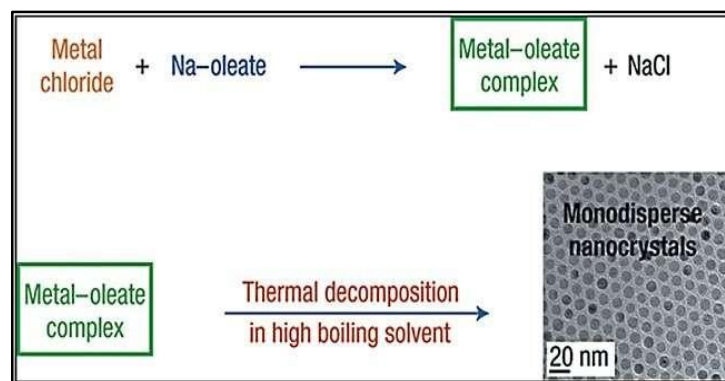 Metal
chloride + Na–oleate
Metal–oleate
complex + NaCl
Monodisperse
nanocrystals
Metal–oleate
complex
Thermal decomposition
in high boiling solvent
20 nm